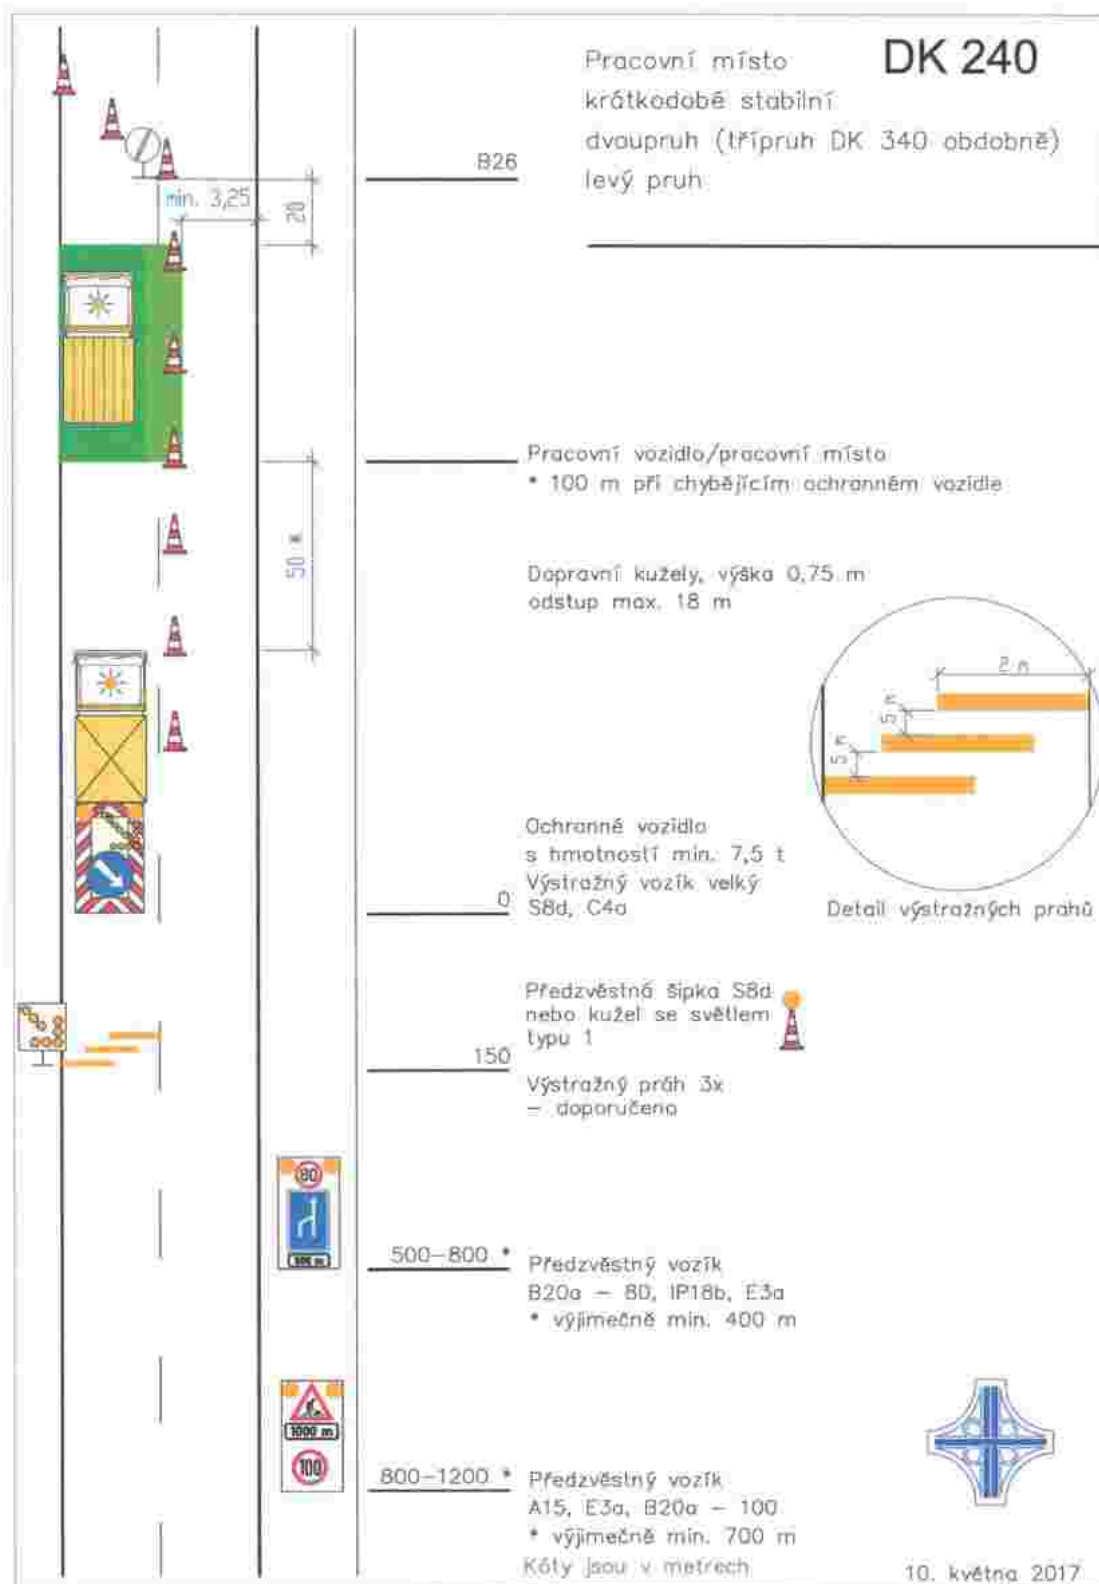 Pracovní místo DK 240
krátkodobé stabilní
dvoupruh (třípruh DK 340 obdobně)
levý pruh
B26
min. 3,25
20
Pracovní vozidlo/pracovní místo
* 100 m při chybějícím ochranném vozidle
50 *
Dopravní kužely, výška 0,75 m
odstup max. 18 m
2 m
5 m
5 m
Detail výstražných prahů
Ochranné vozidlo
s hmotností min. 7,5 t
Výstražný vozík velký
0 S8d, C4a
Předzvěstná šipka S8d
nebo kužel se světlem
typu 1
150
Výstražný práh 3x
– doporučeno
80
500–800 * Předzvěstný vozík
B20a – 80, IP18b, E3a
* výjimečně min. 400 m
1000 m
100
800–1200 * Předzvěstný vozík
A15, E3a, B20a – 100
* výjimečně min. 700 m
Kóty jsou v metrech
10. května 2017